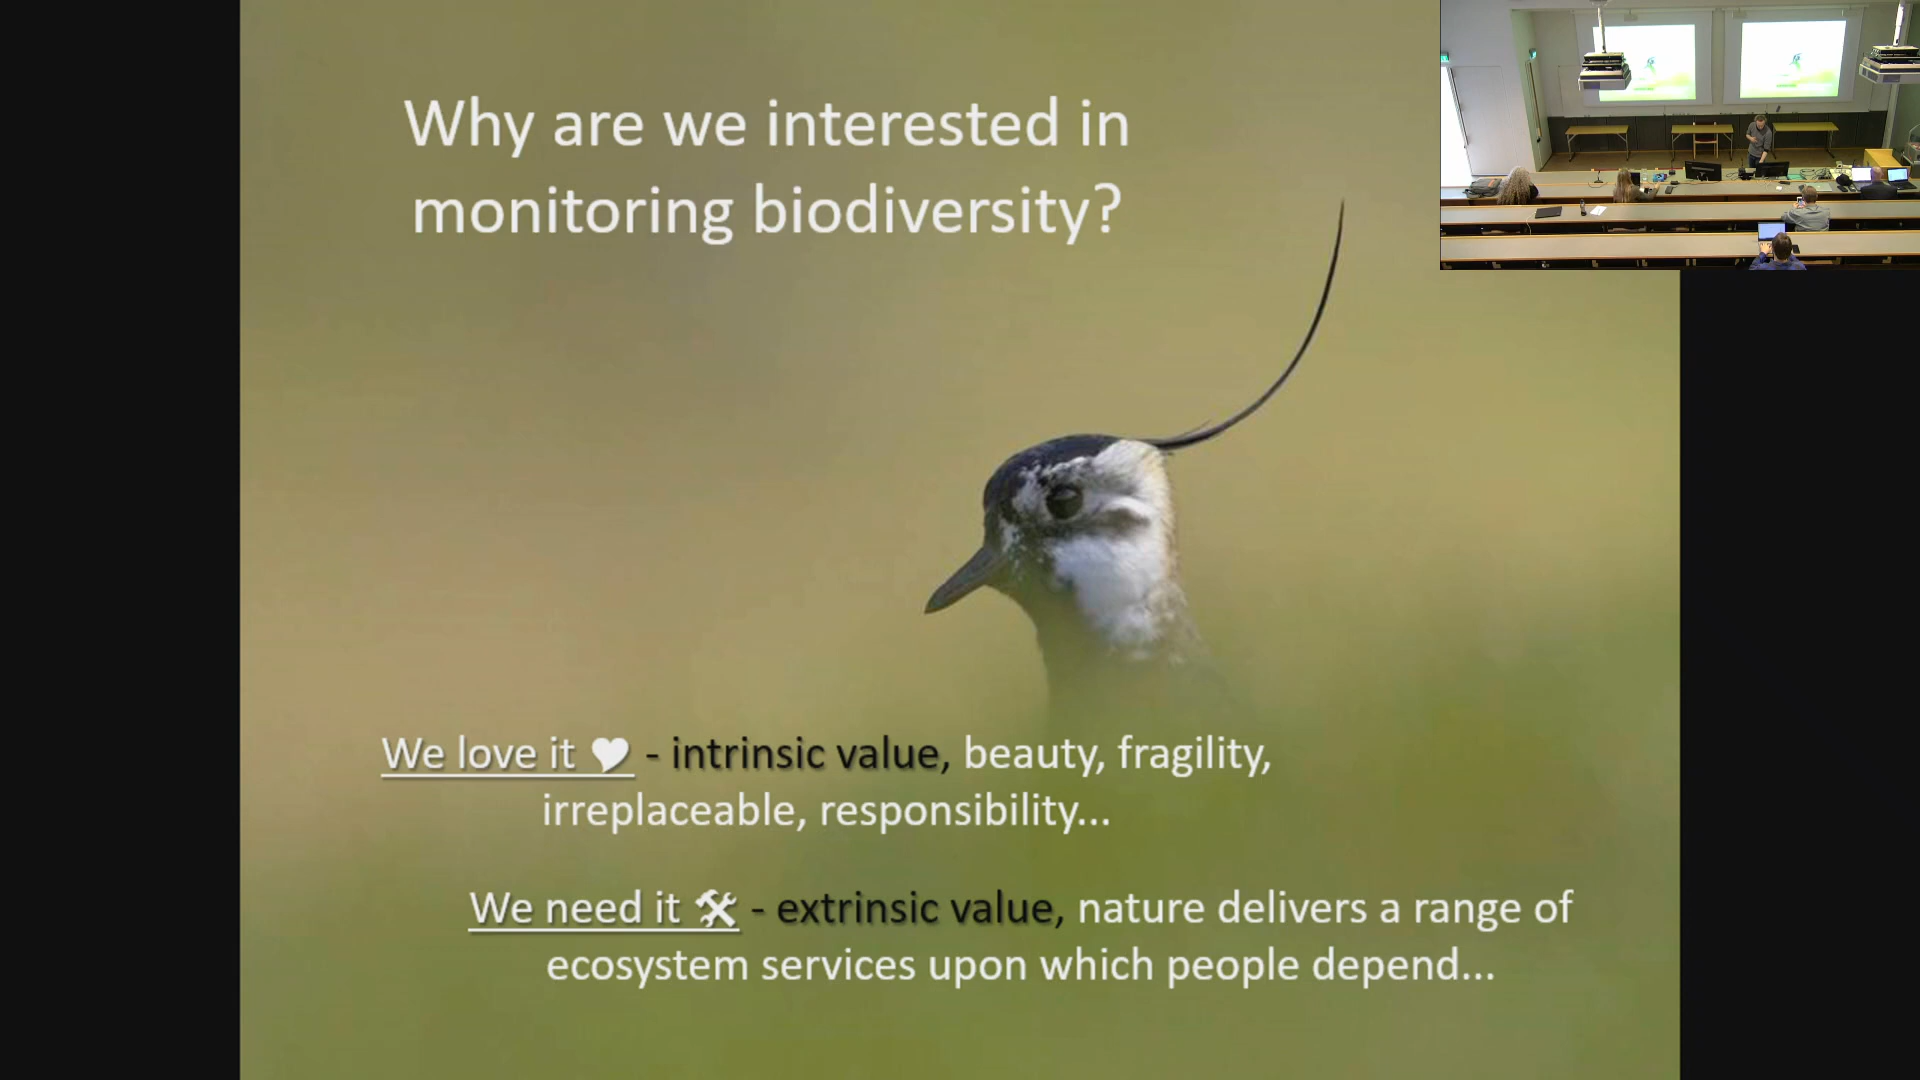 Why are we interested in
monitoring biodiversity?
We love it ♥ - intrinsic value, beauty, fragility,
irreplaceable, responsibility...
We need it 🛠 - extrinsic value, nature delivers a range of
ecosystem services upon which people depend...